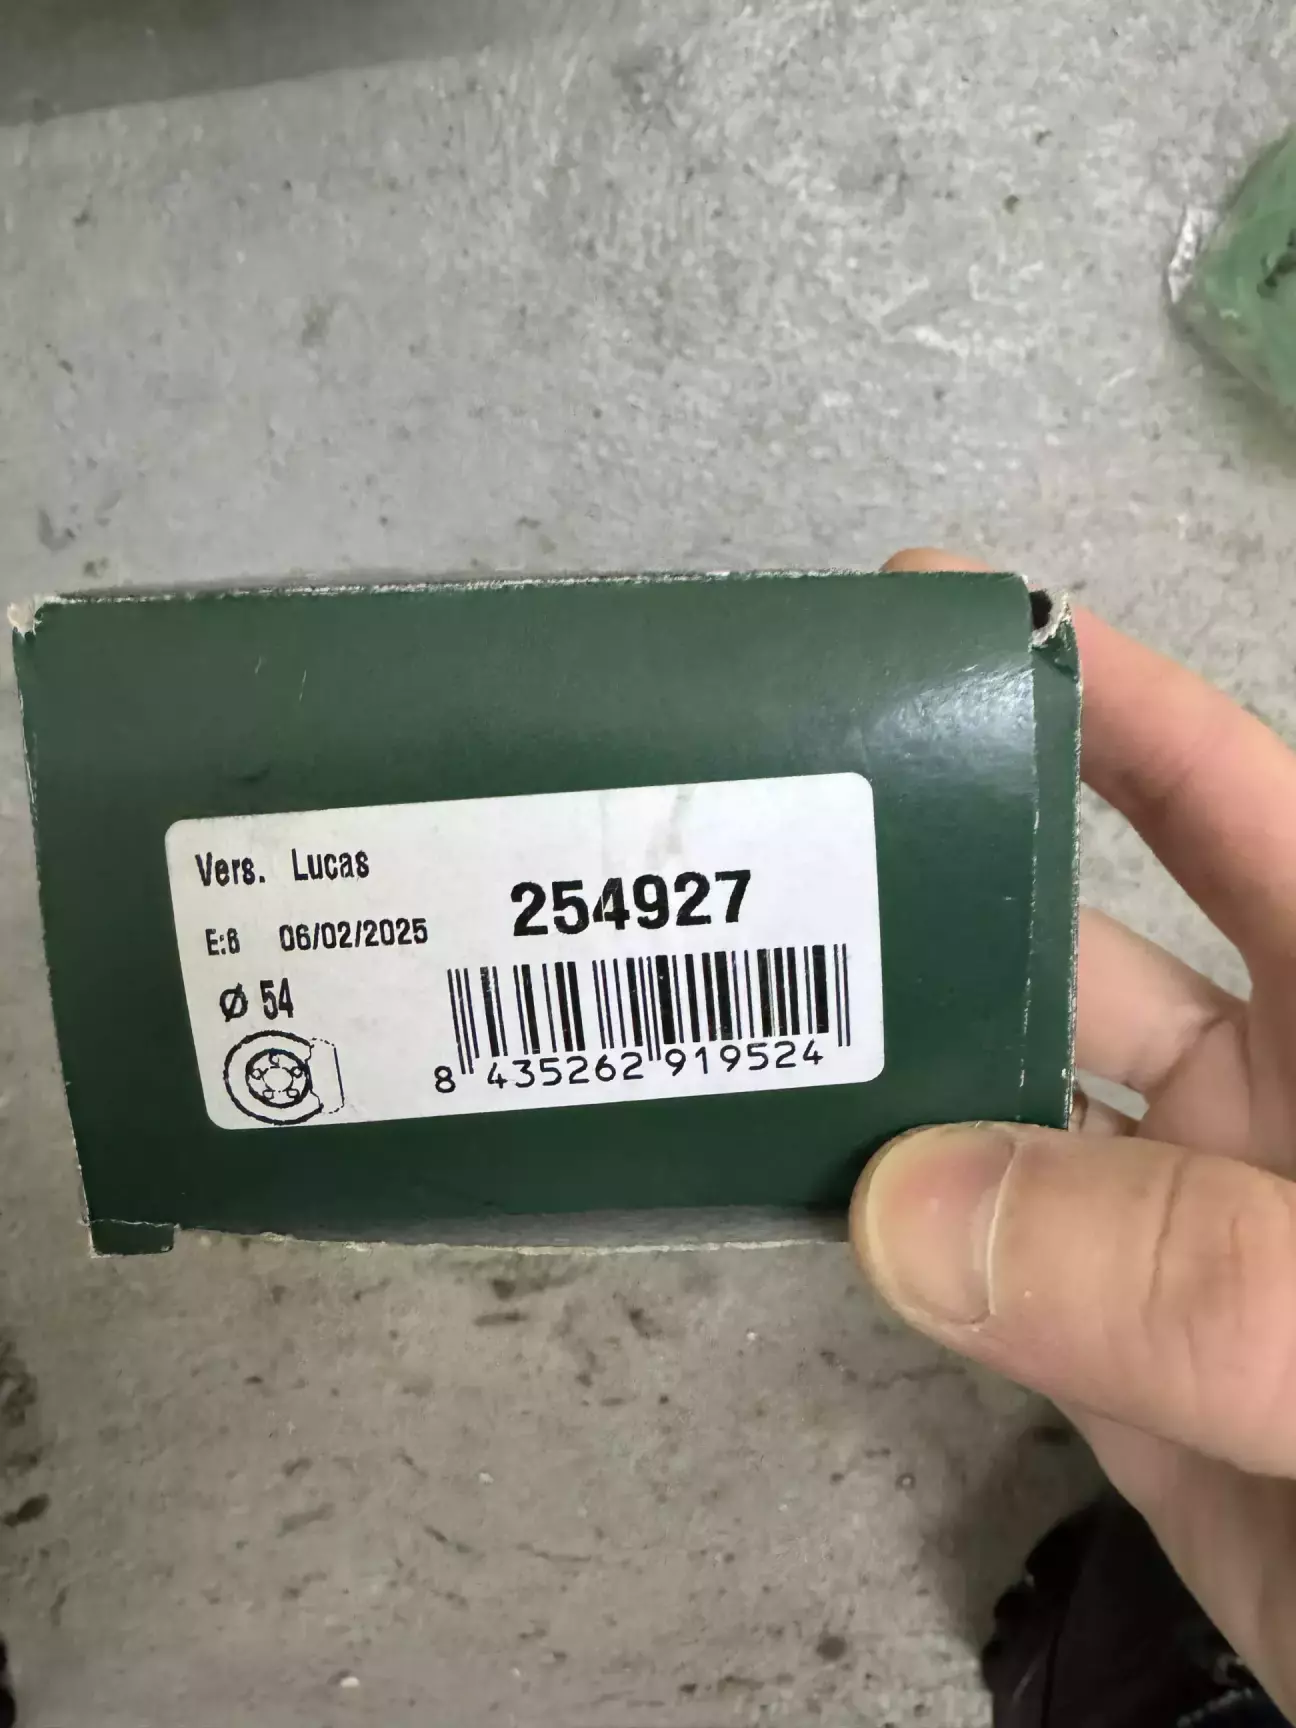 Vers. Lucas
254927
E:6 06/02/2025
Ø 54
8 435262 919524